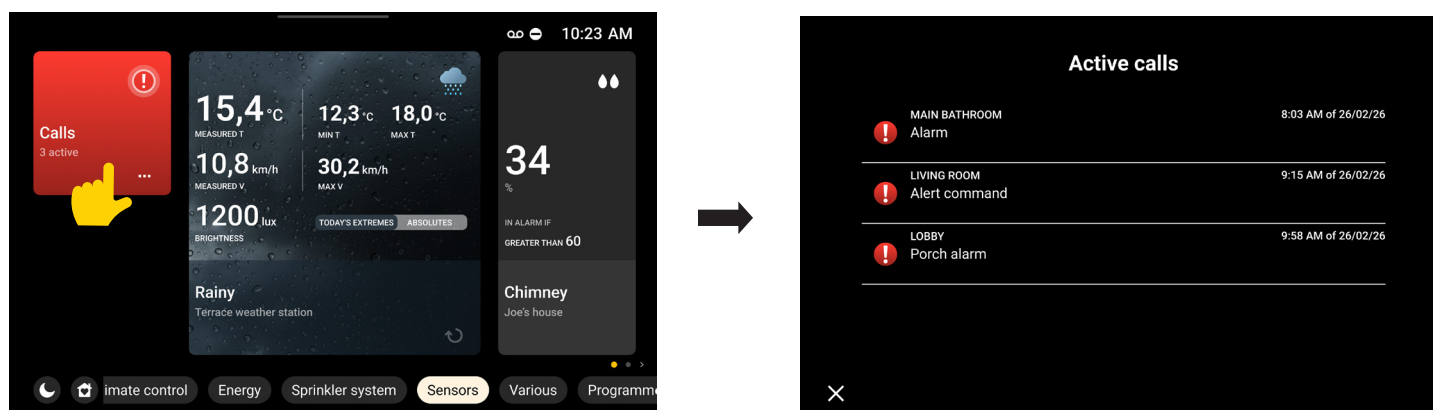 10:23 AM
Calls
3 active
...
15,4 °C
MEASURED T
12,3 °C
MIN T
18,0 °C
MAX T
10,8 km/h
MEASURED V
30,2 km/h
MAX V
1200 lux
BRIGHTNESS
TODAY'S EXTREMES ABSOLUTES
Rainy
Terrace weather station
34
%
IN ALARM IF
GREATER THAN 60
Chimney
Joe's house
imate control Energy Sprinkler system Sensors Various Programme
Active calls
MAIN BATHROOM 8:03 AM of 26/02/26
Alarm
LIVING ROOM 9:15 AM of 26/02/26
Alert command
LOBBY 9:58 AM of 26/02/26
Porch alarm